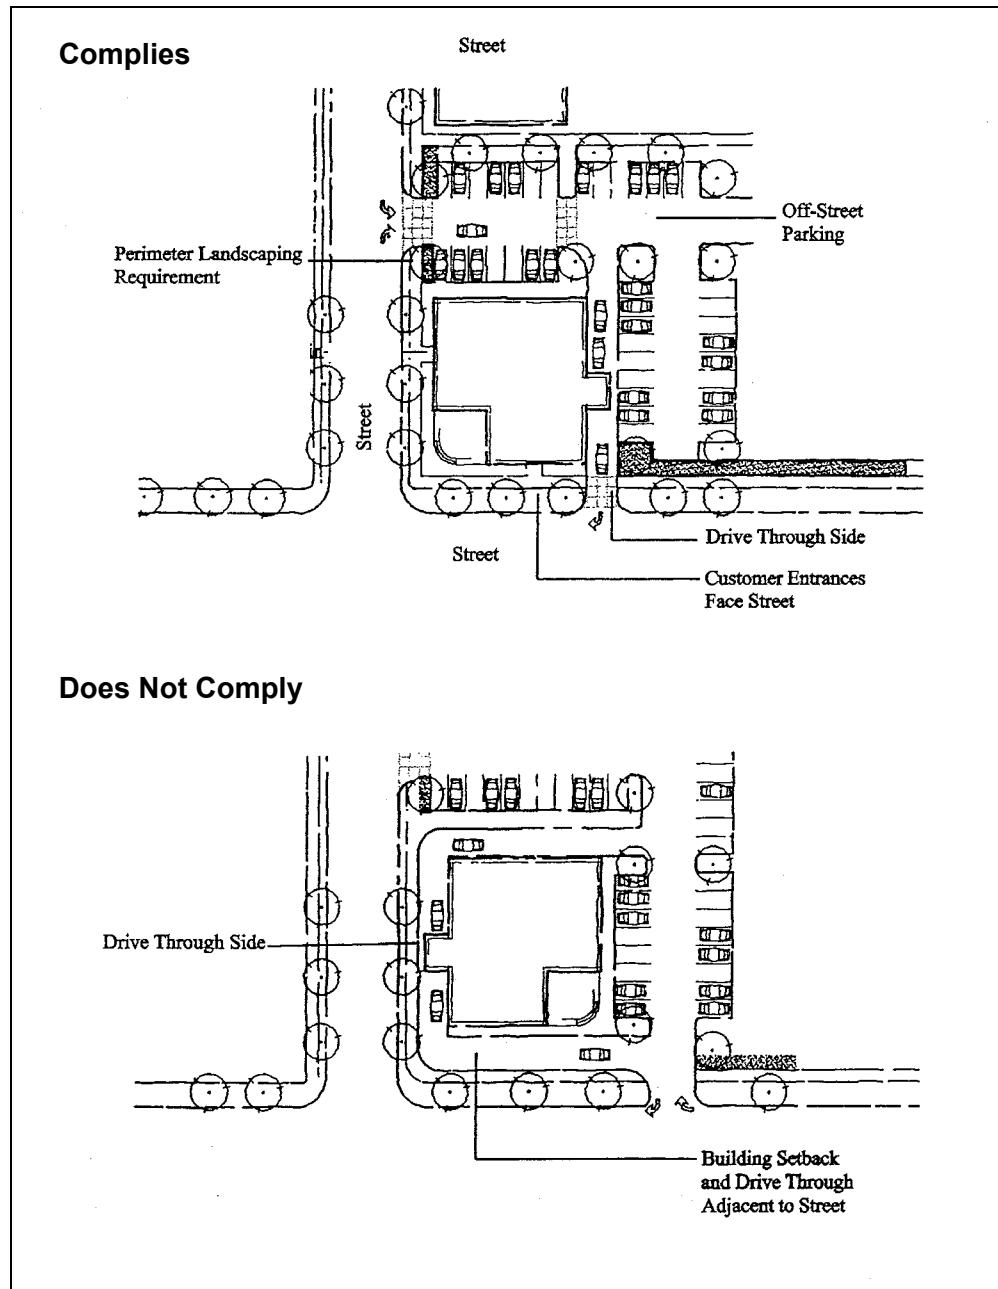 Complies
Street
Off-Street
Parking
Perimeter Landscaping
Requirement
Street
Drive Through Side
Street
Customer Entrances
Face Street
Does Not Comply
Drive Through Side
Building Setback
and Drive Through
Adjacent to Street